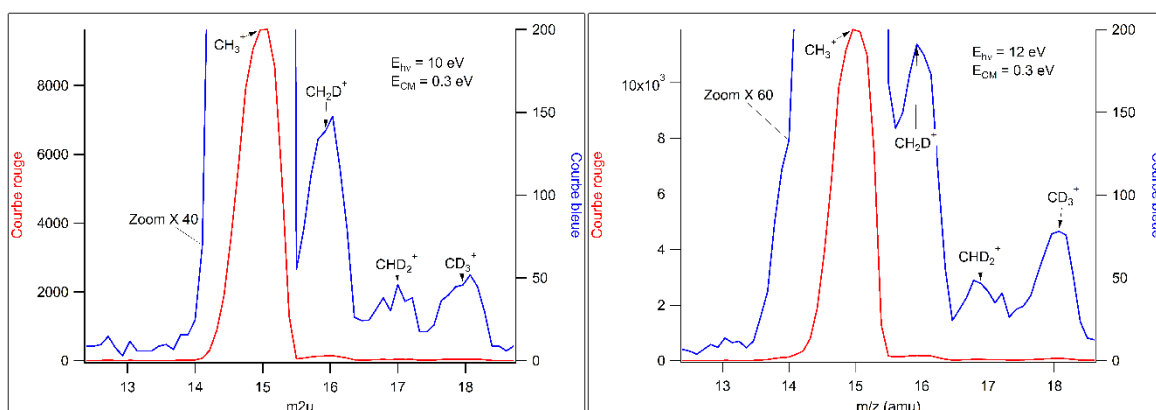 CH3+
Ehν = 10 eV
ECM = 0.3 eV
CH2D+
Zoom X 40
CHD2+
CD3+
8000
6000
4000
2000
0
200
150
100
50
0
13 14 15 16 17 18
m2u
Courbe rouge
Courbe bleue
CH3+
Ehν = 12 eV
ECM = 0.3 eV
Zoom X 60
CH2D+
CD3+
CHD2+
10x10³
8
6
4
2
0
200
150
100
50
0
13 14 15 16 17 18
m/z (amu)
Courbe rouge
Courbe bleue